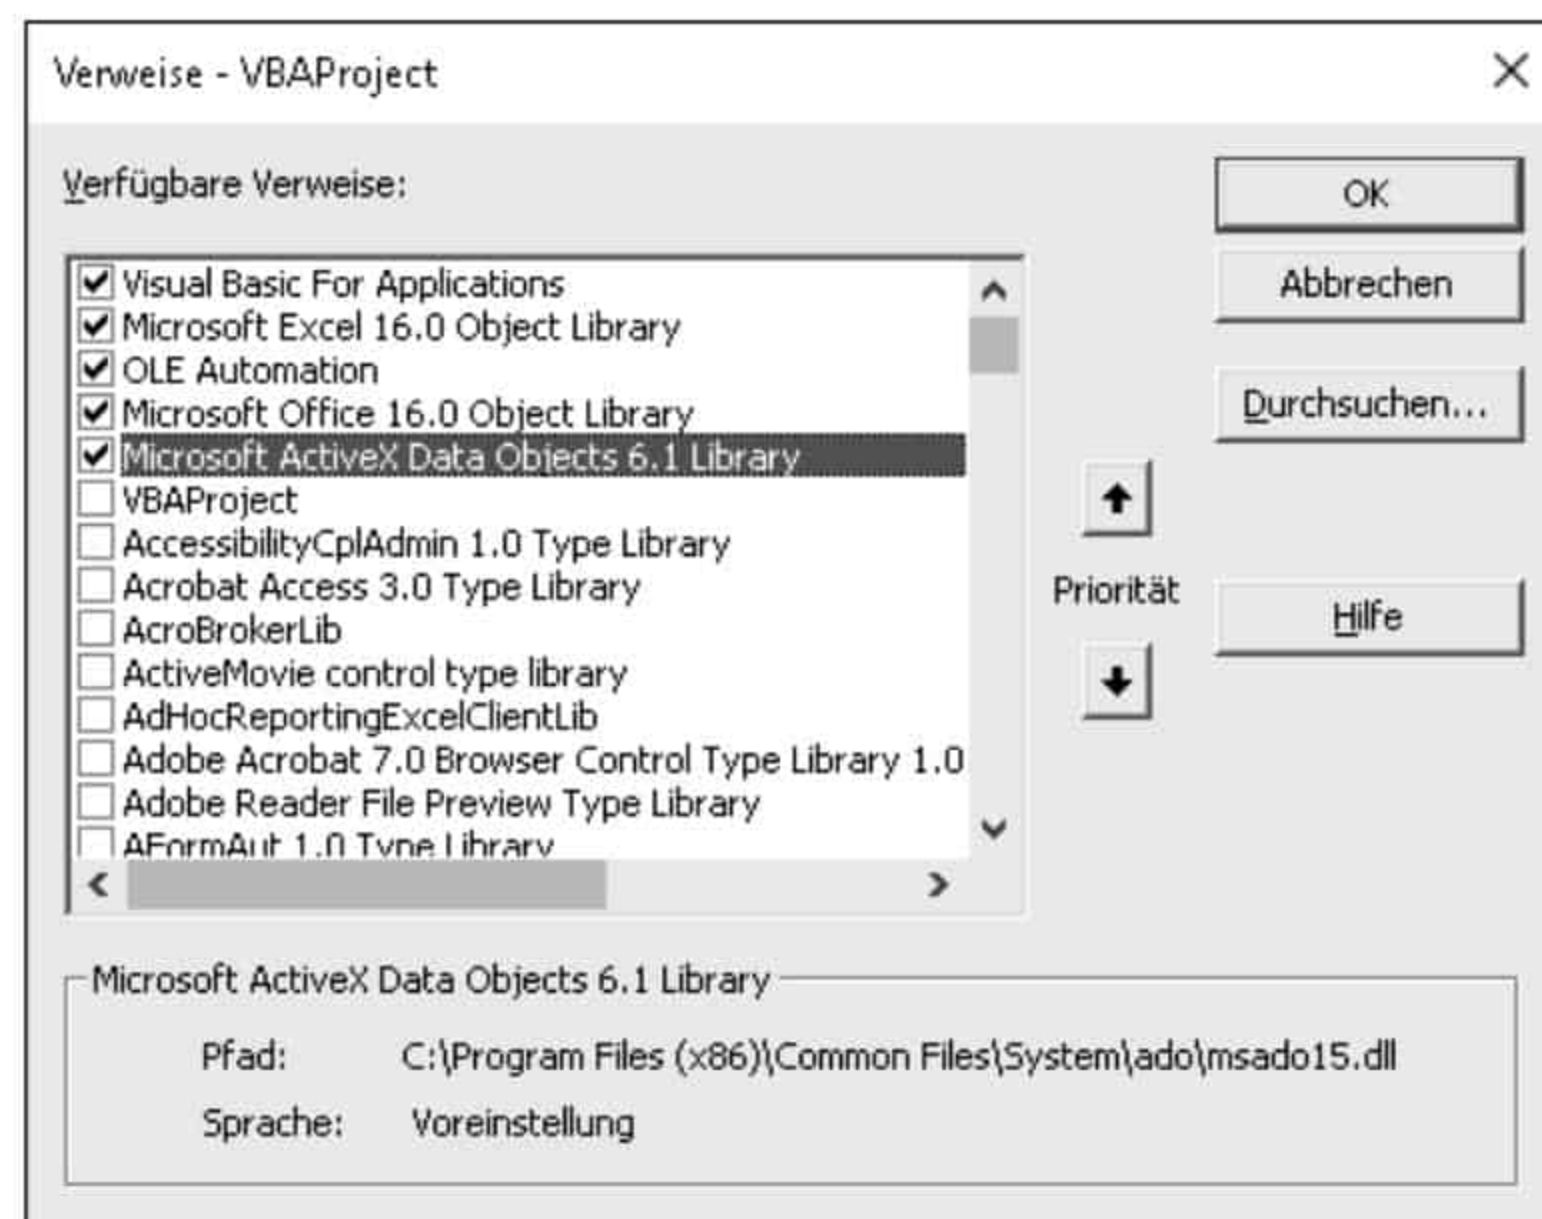 Verweise - VBAProject
Verfügbare Verweise:
Visual Basic For Applications
Microsoft Excel 16.0 Object Library
OLE Automation
Microsoft Office 16.0 Object Library
Microsoft ActiveX Data Objects 6.1 Library
VBAProject
AccessibilityCplAdmin 1.0 Type Library
Acrobat Access 3.0 Type Library
AcroBrokerLib
ActiveMovie control type library
AdHocReportingExcelClientLib
Adobe Acrobat 7.0 Browser Control Type Library 1.0
Adobe Reader File Preview Type Library
AFormAut 1.0 Type Library
Priorität
OK
Abbrechen
Durchsuchen...
Hilfe
Microsoft ActiveX Data Objects 6.1 Library
Pfad: C:\Program Files (x86)\Common Files\System\ado\msado15.dll
Sprache: Voreinstellung